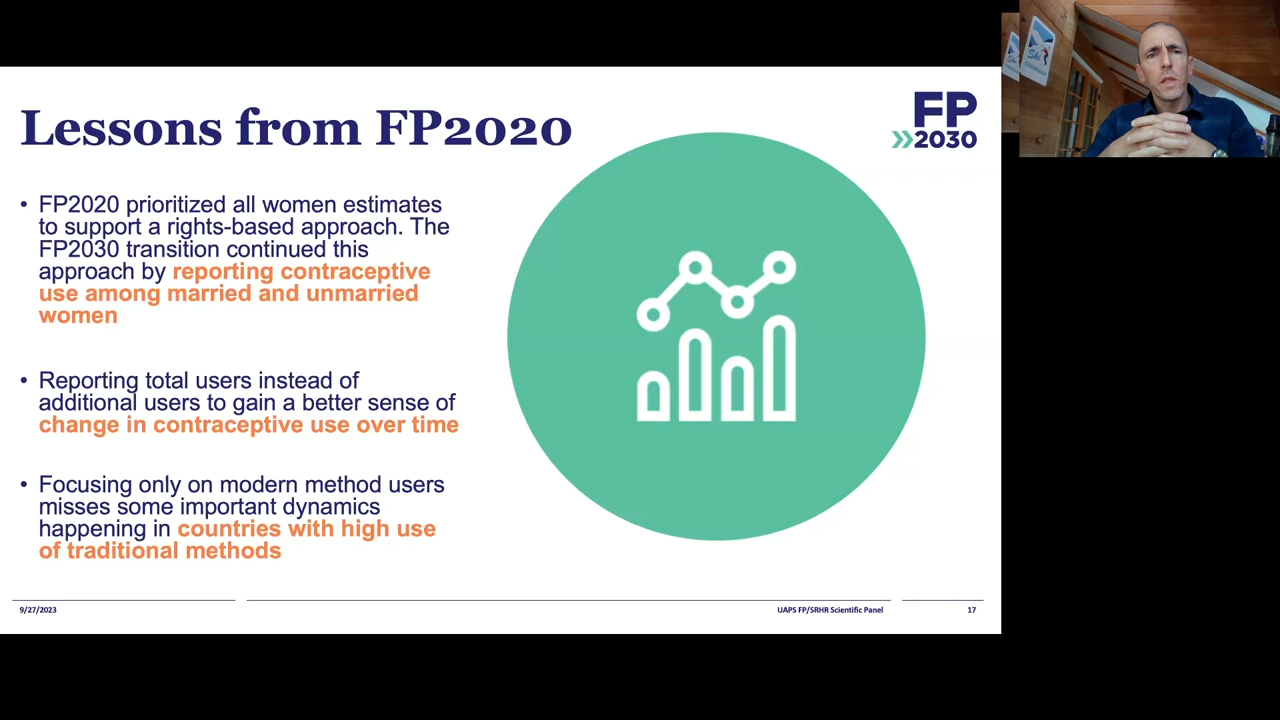 Lessons from FP2020
FP
»2030
• FP2020 prioritized all women estimates
to support a rights-based approach. The
FP2030 transition continued this
approach by reporting contraceptive
use among married and unmarried
women
• Reporting total users instead of
additional users to gain a better sense of
change in contraceptive use over time
• Focusing only on modern method users
misses some important dynamics
happening in countries with high use
of traditional methods
9/27/2023
UAPS FP/SRHR Scientific Panel
17
Ski